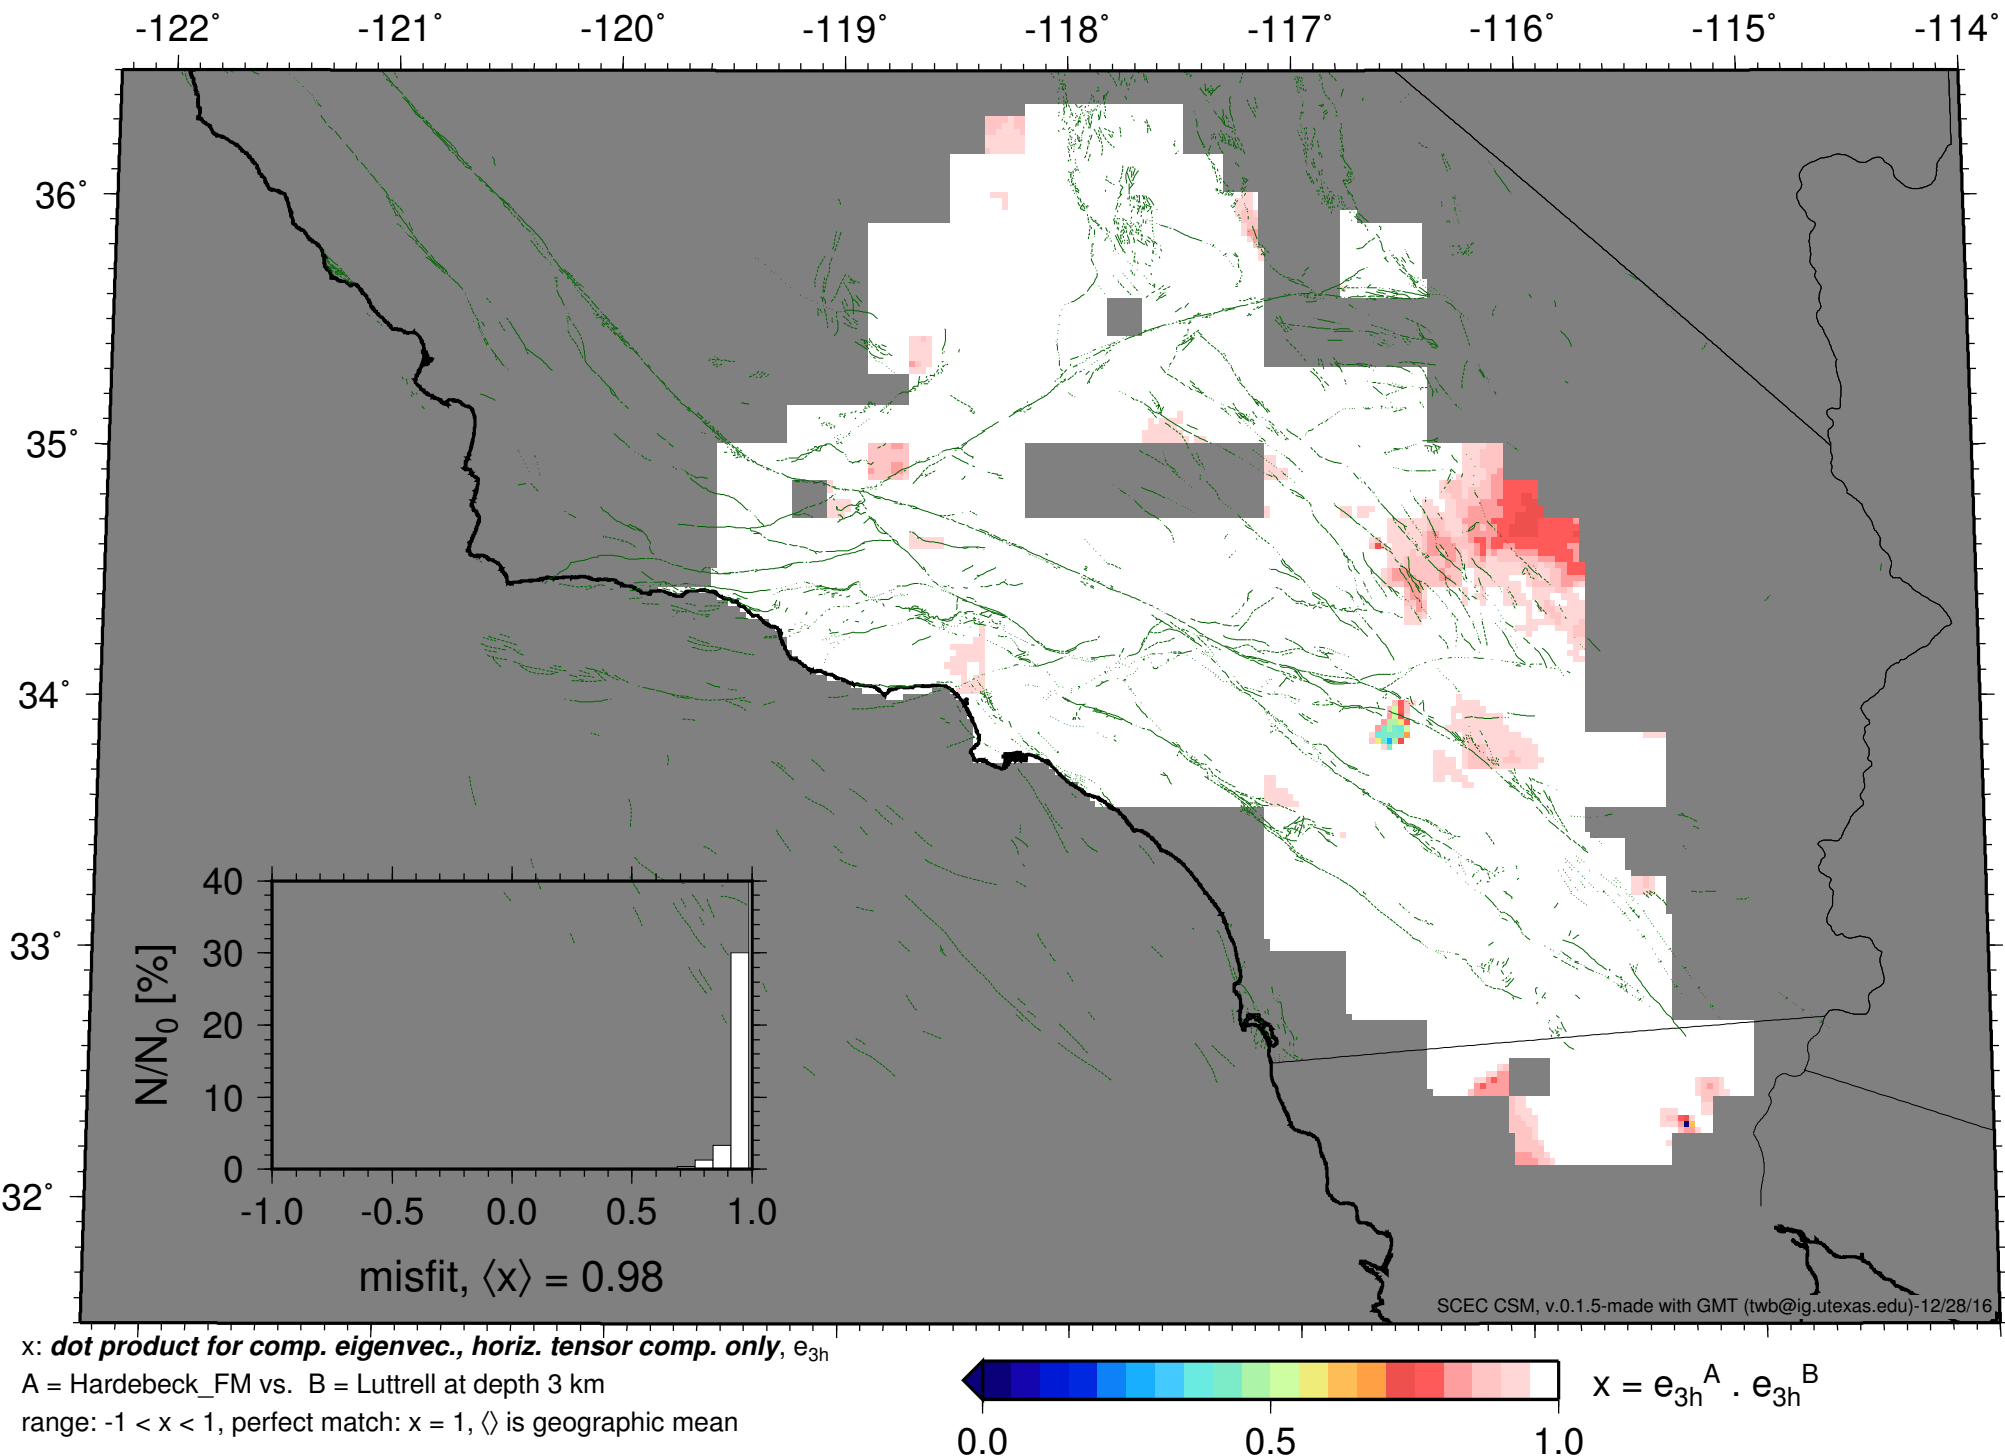 -122° -121° -120° -119° -118° -117° -116° -115° -114°
36°
35°
34°
33°
32°
40
30
20
10
0
N/N0 [%]
-1.0 -0.5 0.0 0.5 1.0
misfit, ⟨x⟩ = 0.98
SCEC CSM, v.0.1.5-made with GMT (twb@ig.utexas.edu)-12/28/16
x: dot product for comp. eigenvec., horiz. tensor comp. only, e3h
A = Hardebeck_FM vs. B = Luttrell at depth 3 km
range: -1 < x < 1, perfect match: x = 1, ⟨⟩ is geographic mean
x = e3h^A . e3h^B
0.0 0.5 1.0